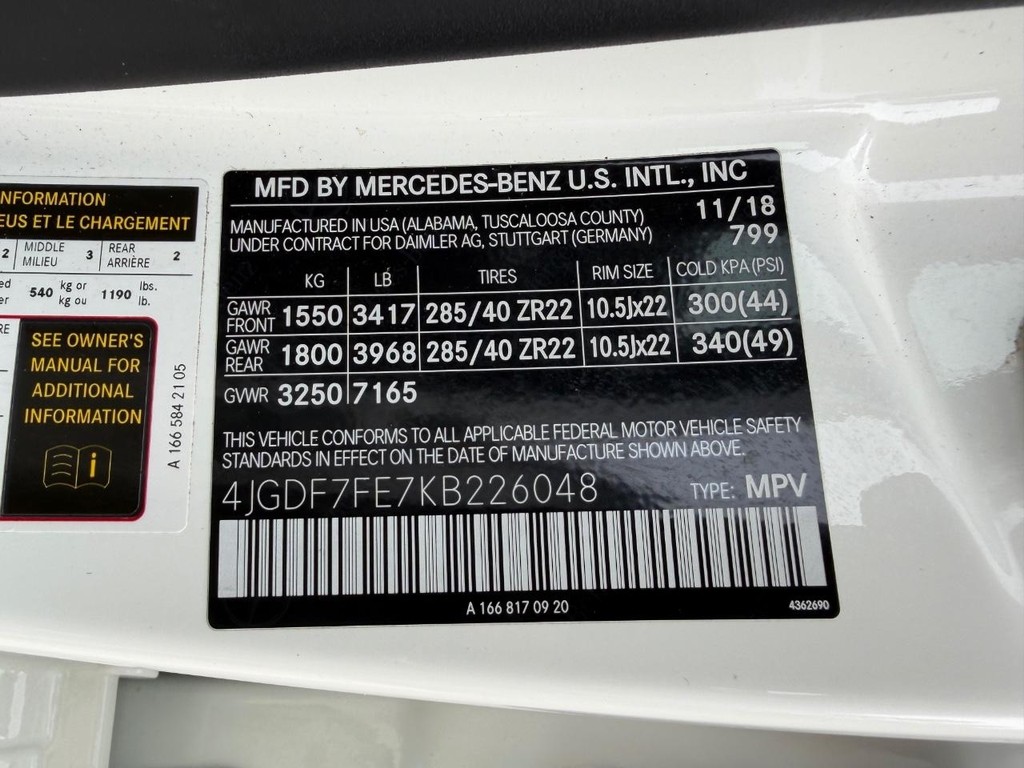 NFORMATION
EUS ET LE CHARGEMENT
2 MIDDLE MILIEU 3 REAR ARRIÈRE 2
540 kg or kg ou 1190 lbs. lb.
SEE OWNER'S
MANUAL FOR
ADDITIONAL
INFORMATION
i
A 166 584 21 05
MFD BY MERCEDES-BENZ U.S. INTL., INC
MANUFACTURED IN USA (ALABAMA, TUSCALOOSA COUNTY) 11/18
UNDER CONTRACT FOR DAIMLER AG, STUTTGART (GERMANY) 799
KG LB TIRES RIM SIZE COLD KPA (PSI)
GAWR FRONT 1550 3417 285/40 ZR22 10.5Jx22 300(44)
GAWR REAR 1800 3968 285/40 ZR22 10.5Jx22 340(49)
GVWR 3250 7165
THIS VEHICLE CONFORMS TO ALL APPLICABLE FEDERAL MOTOR VEHICLE SAFETY
STANDARDS IN EFFECT ON THE DATE OF MANUFACTURE SHOWN ABOVE.
4JGDF7FE7KB226048 TYPE: MPV
A 166 817 09 20 4362690